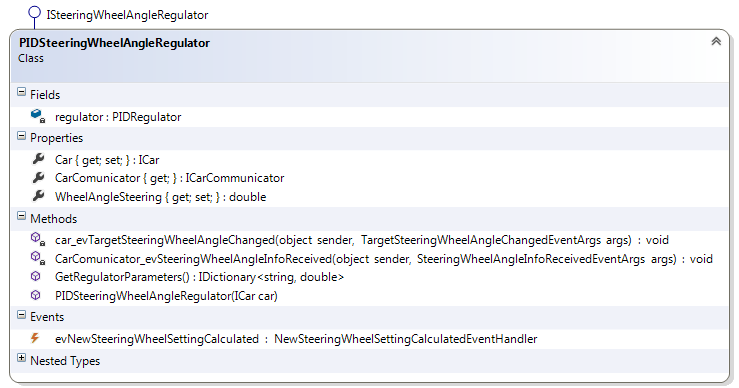 ISteeringWheelAngleRegulator
PIDSteeringWheelAngleRegulator
Class
Fields
regulator : PIDRegulator
Properties
Car { get; set; } : ICar
CarComunicator { get; } : ICarCommunicator
WheelAngleSteering { get; set; } : double
Methods
car_evTargetSteeringWheelAngleChanged(object sender, TargetSteeringWheelAngleChangedEventArgs args) : void
CarComunicator_evSteeringWheelAngleInfoReceived(object sender, SteeringWheelAngleInfoReceivedEventArgs args) : void
GetRegulatorParameters() : IDictionary<string, double>
PIDSteeringWheelAngleRegulator(ICar car)
Events
evNewSteeringWheelSettingCalculated : NewSteeringWheelSettingCalculatedEventHandler
Nested Types